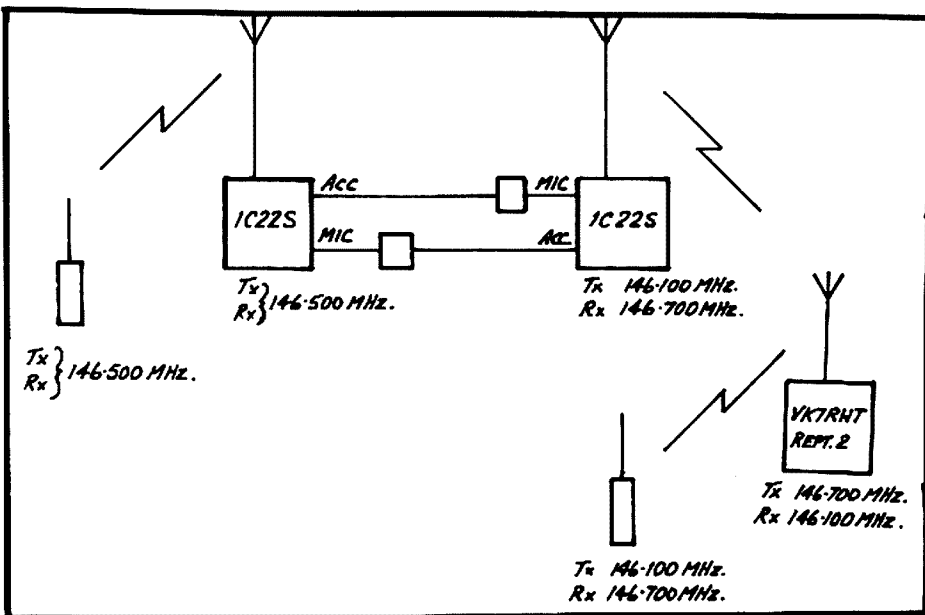 ACC
MIC
IC22S
IC22S
MIC
ACC
Tx } 146.500 MHz.
Rx
Tx 146.100 MHz.
Rx 146.700 MHz.
Tx } 146.500 MHz.
Rx
VK7RHT
REPT. 2
Tx 146.700 MHz.
Rx 146.100 MHz.
Tx 146.100 MHz.
Rx 146.700 MHz.